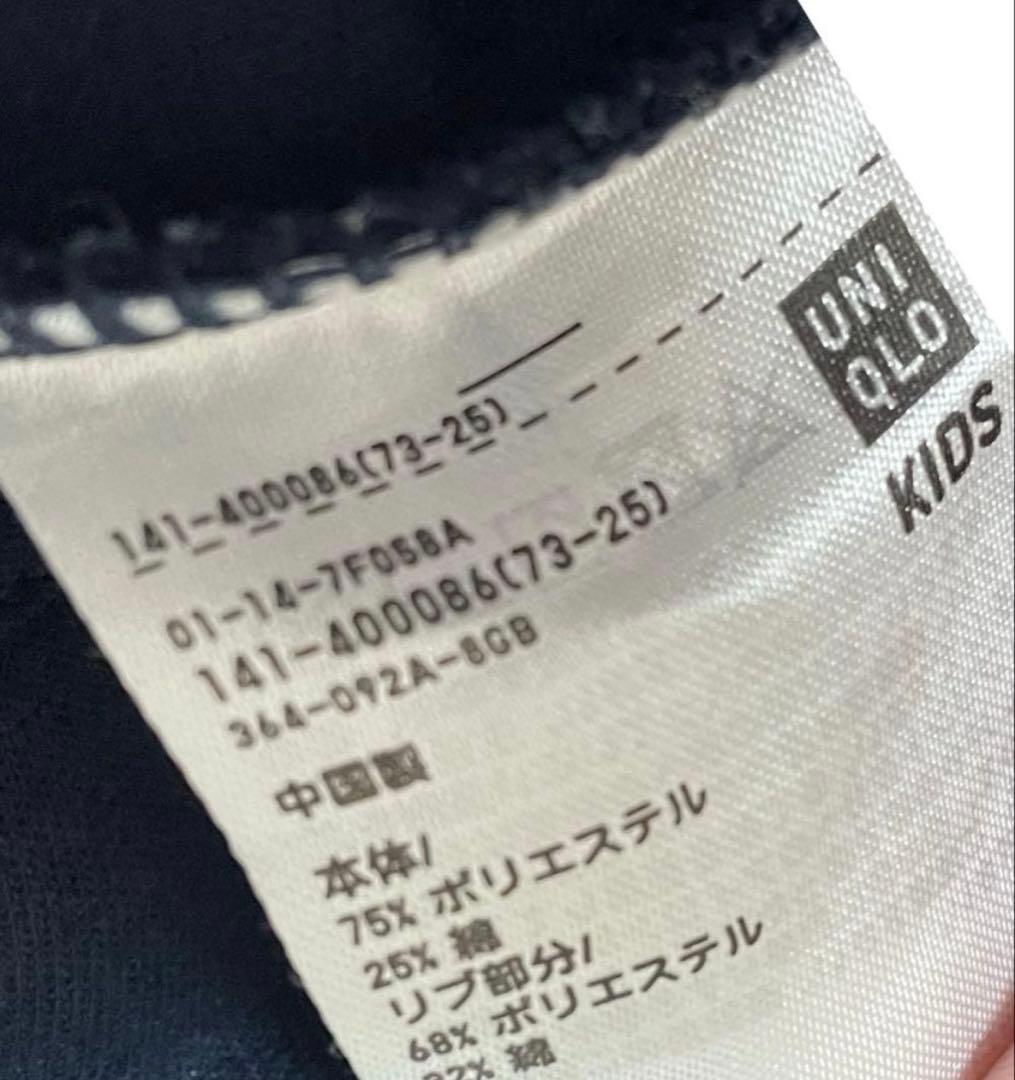 UNI
QLO
KIDS
141-400086(73-25)
01-14-7F058A
141-400086(73-25)
364-092A-8GB
中国製
本体/
75% ポリエステル
25% 綿
リブ部分/
68% ポリエステル
綿